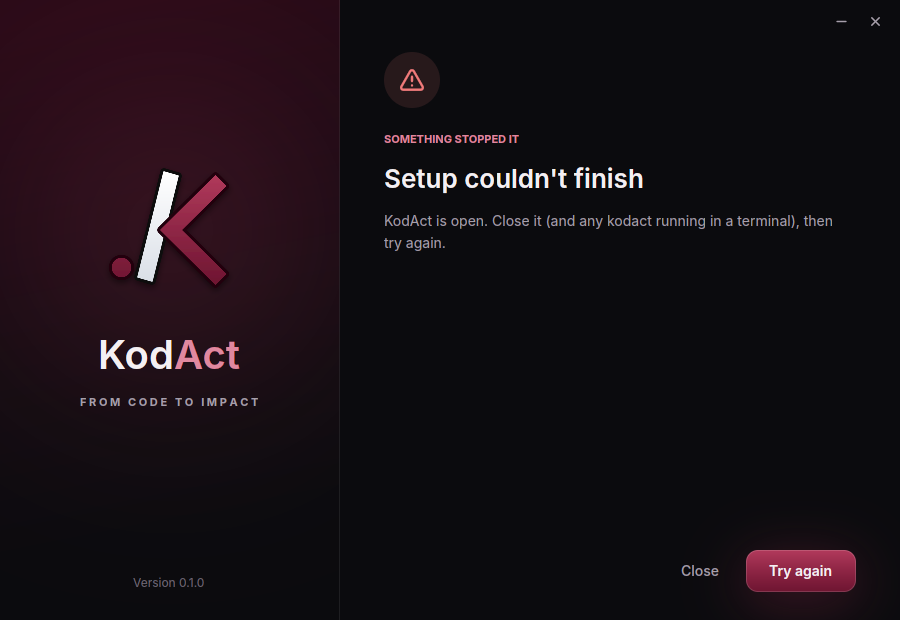 KodAct
FROM CODE TO IMPACT
Version 0.1.0
SOMETHING STOPPED IT
Setup couldn't finish
KodAct is open. Close it (and any kodact running in a terminal), then
try again.
Close
Try again